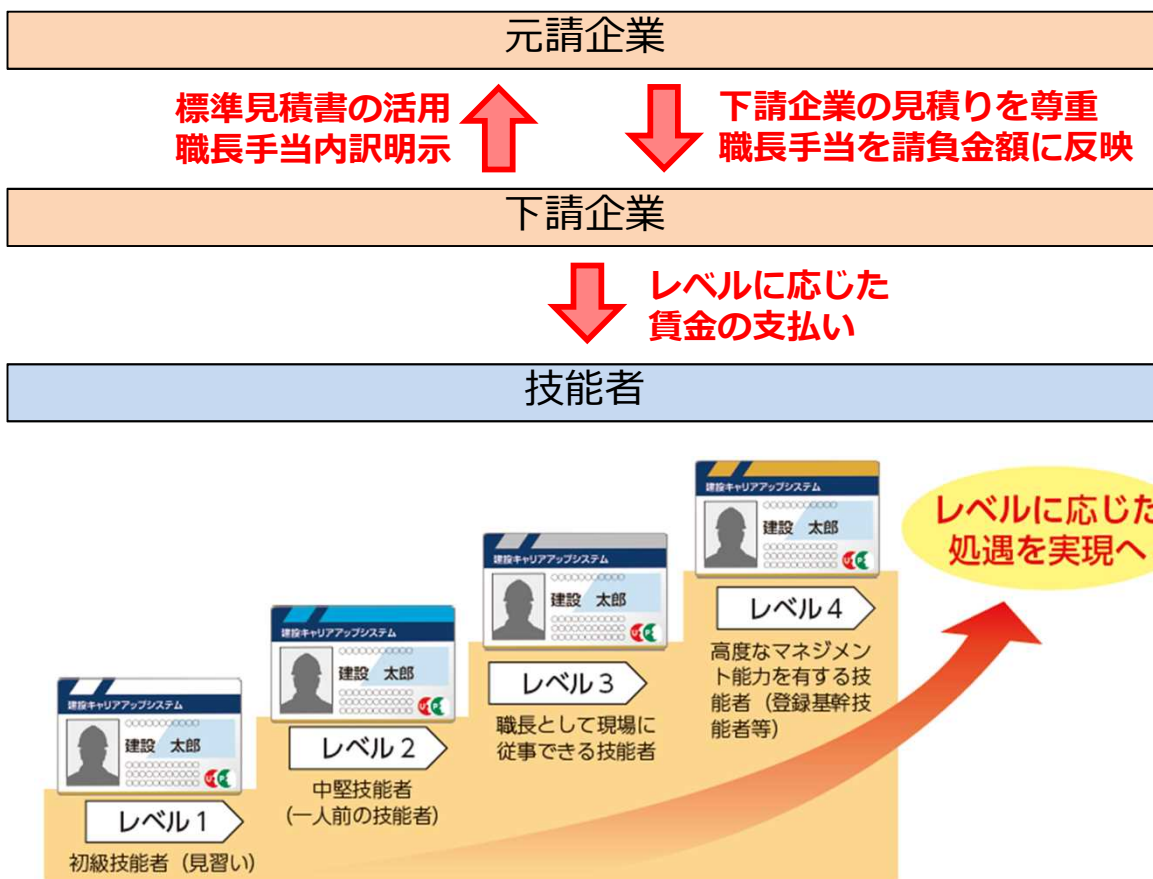 元請企業
標準見積書の活用
職長手当内訳明示
下請企業の見積りを尊重
職長手当を請負金額に反映
下請企業
レベルに応じた
賃金の支払い
技能者
レベルに応じた
処遇を実現へ
建設キャリアアップシステム
建設 太郎
レベル4
高度なマネジメン
ト能力を有する技
能者（登録基幹技
能者等）
建設キャリアアップシステム
建設 太郎
レベル3
職長として現場に
従事できる技能者
建設キャリアアップシステム
建設 太郎
レベル2
中堅技能者
(一人前の技能者)
建設キャリアアップシステム
建設 太郎
レベル1
初級技能者（見習い）